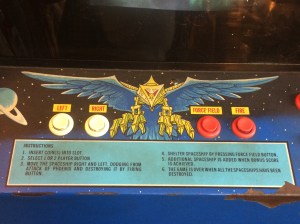 LEFT
RIGHT
FORCE FIELD
FIRE
INSTRUCTIONS
1. INSERT COIN(S) INTO SLOT.
2. SELECT 1 OR 2 PLAYER BUTTON.
3. MOVE THE SPACESHIP RIGHT AND LEFT, DODGING FROM
ATTACK OF PHOENIX AND DESTROYING IT BY FIRING
BUTTON.
4. SHELTER SPACESHIP BY PRESSING FORCE FIELD BUTTON.
5. ADDITIONAL SPACESHIP IS ADDED WHEN BONUS SCORE
IS ACHIEVED.
6. THE GAME IS OVER WHEN ALL THE SPACESHIPS HAVE BEEN
DESTROYED.